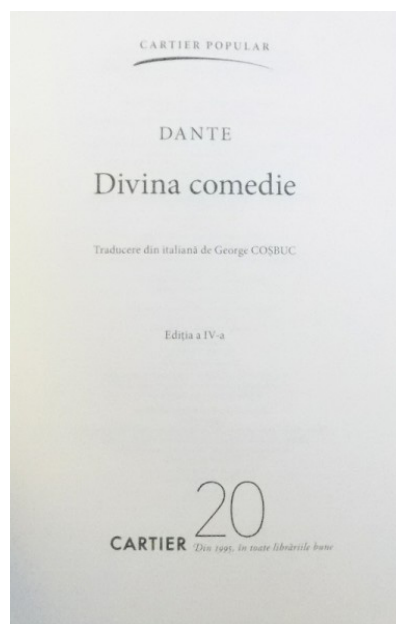 CARTIER POPULAR
DANTE
Divina comedie
Traducere din italiană de George COȘBUC
Ediția a IV-a
20
CARTIER Din 1995, în toate librăriile bune